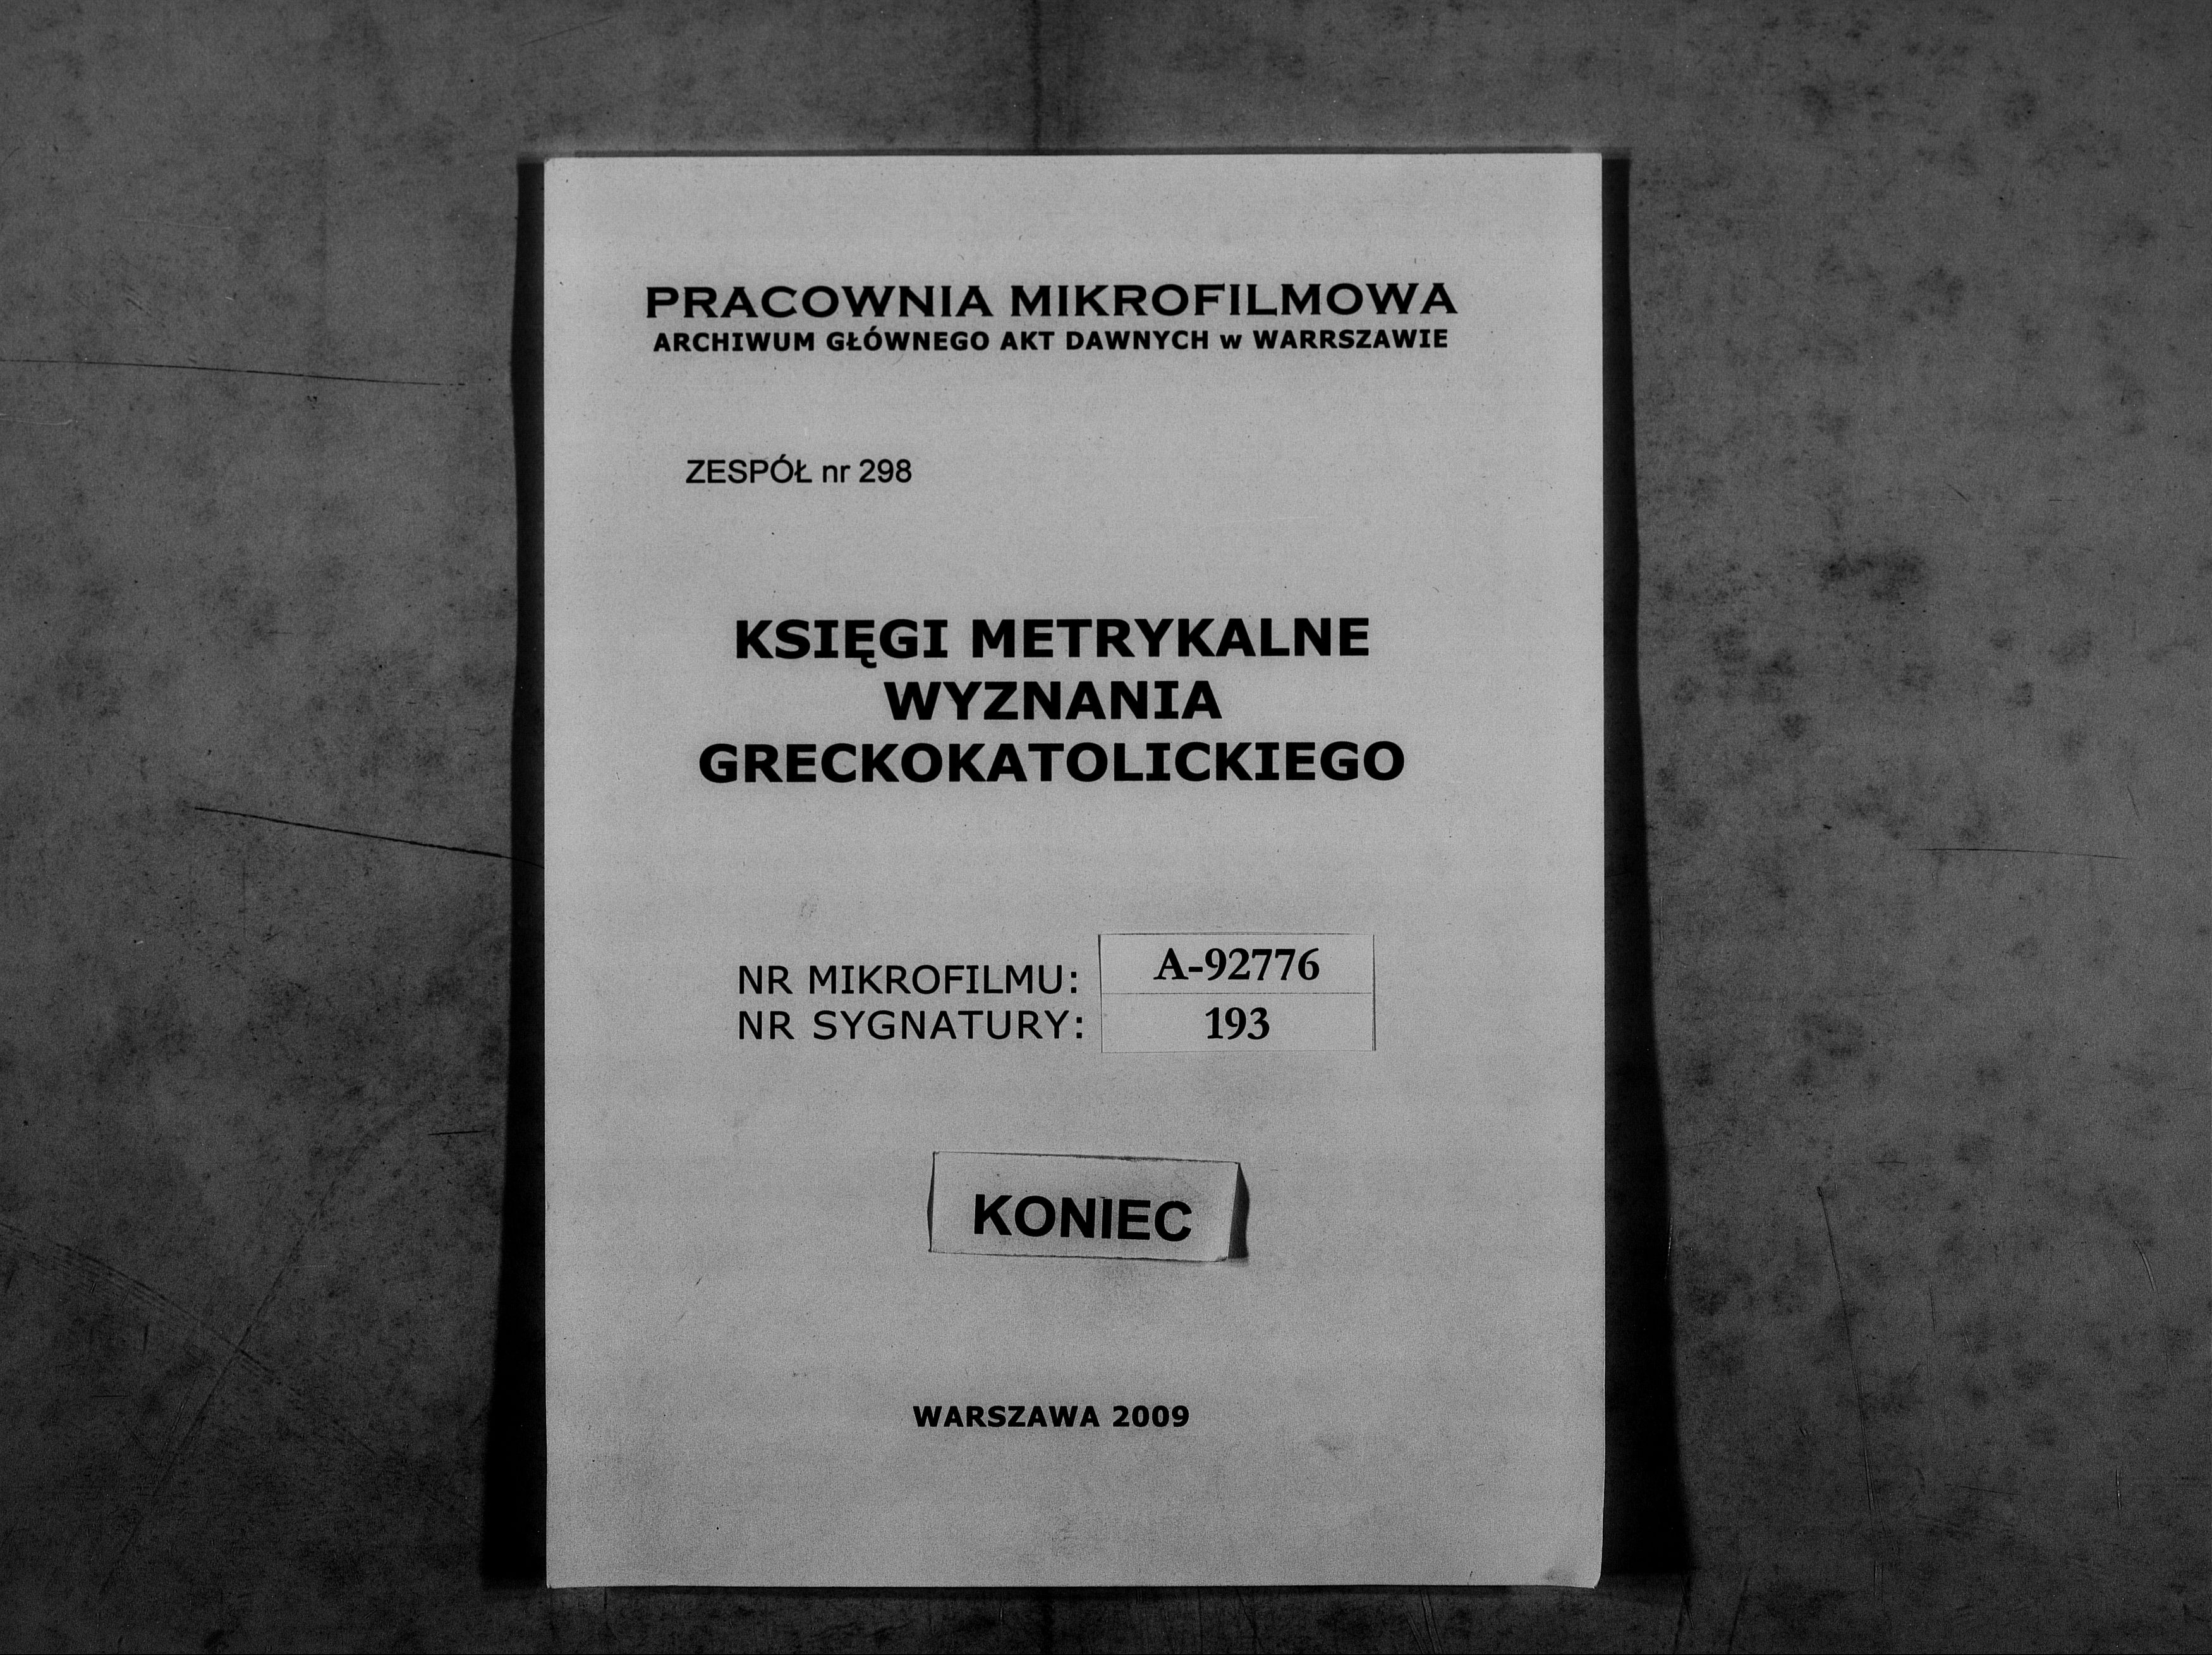 PRACOWNIA MIKROFILMOWA
ARCHIWUM GŁÓWNEGO AKT DAWNYCH w WARRSZAWIE
ZESPÓŁ nr 298
KSIĘGI METRYKALNE
WYZNANIA
GRECKOKATOLICKIEGO
NR MIKROFILMU: A-92776
NR SYGNATURY: 193
KONIEC
WARSZAWA 2009